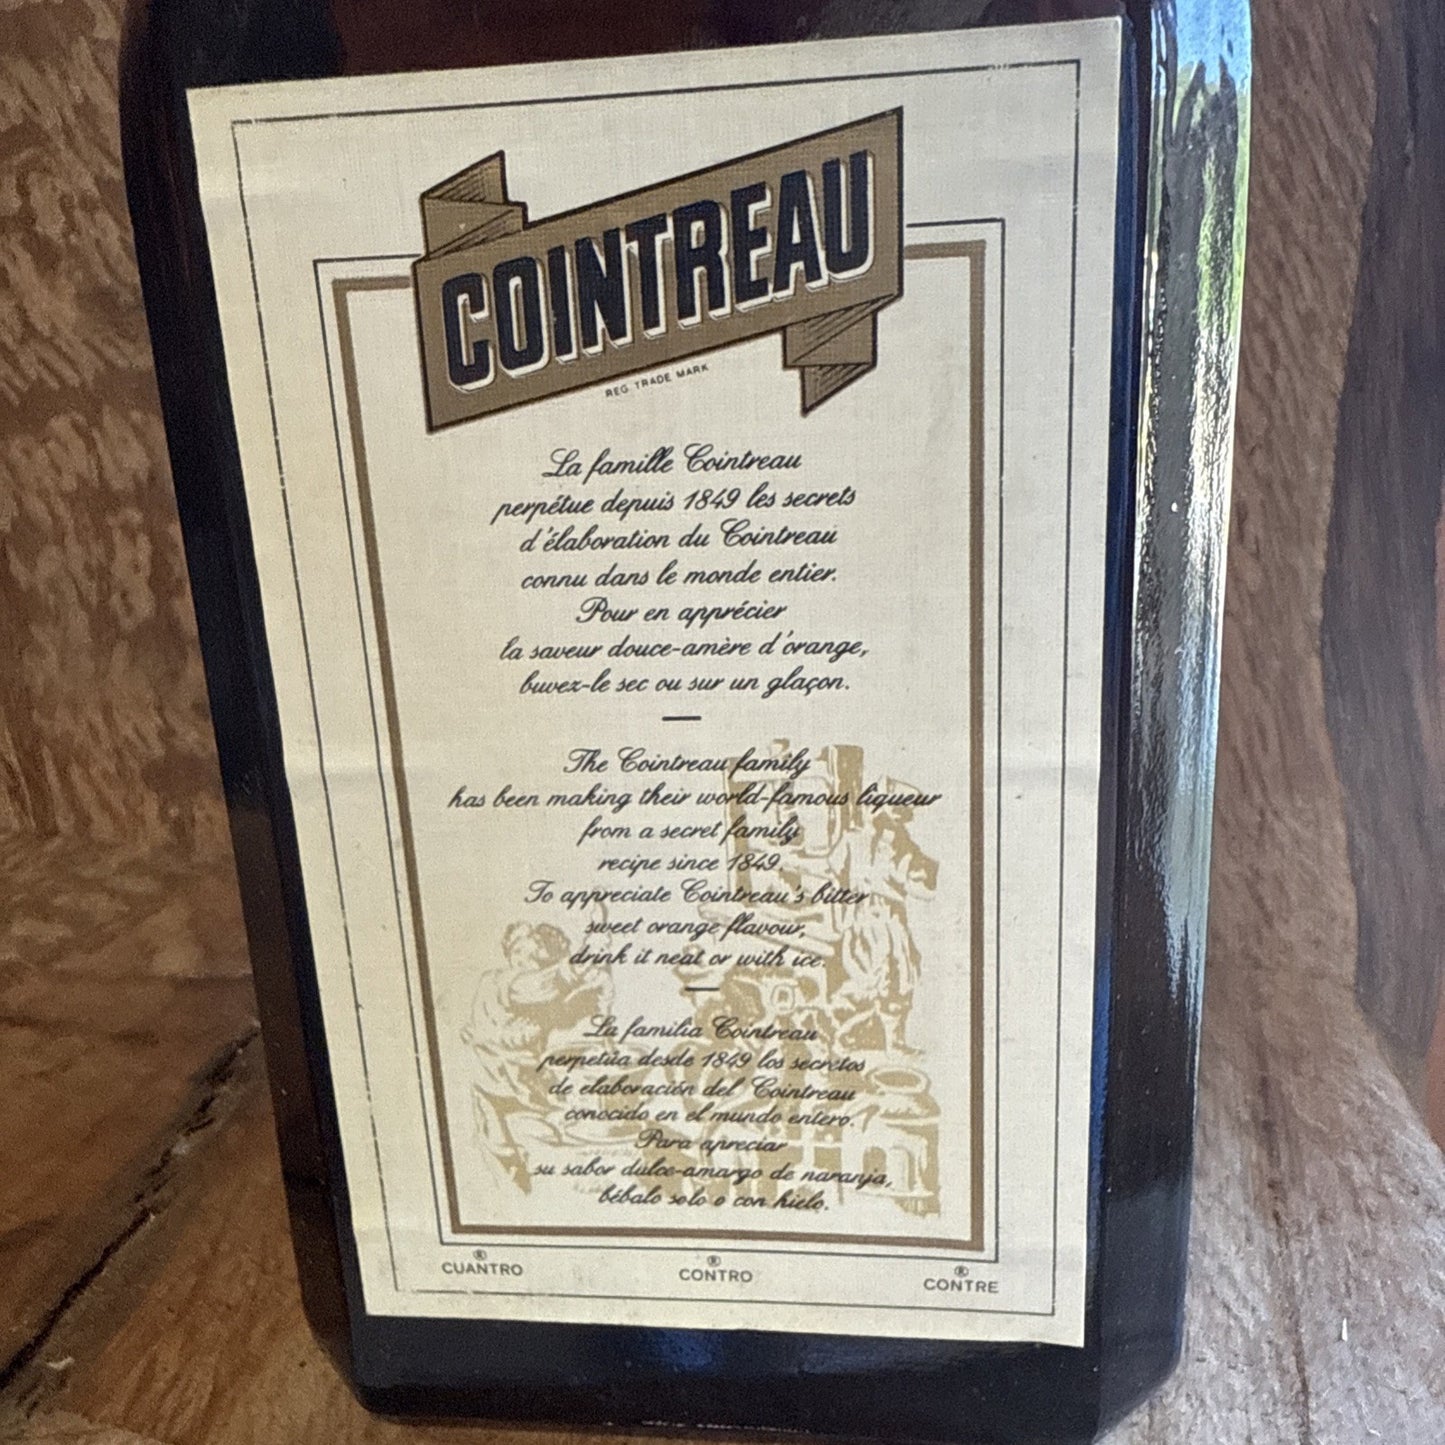 COINTREAU
REG. TRADE MARK
La famille Cointreau
perpétue depuis 1849 les secrets
d'élaboration du Cointreau
connu dans le monde entier.
Pour en apprécier
la saveur douce-amère d'orange,
buvez-le sec ou sur un glaçon.
The Cointreau family
has been making their world-famous liqueur
from a secret family
recipe since 1849.
To appreciate Cointreau's bitter
sweet orange flavour,
drink it neat or with ice.
La familia Cointreau
perpetúa desde 1849 los secretos
de elaboración del Cointreau
conocido en el mundo entero.
Para apreciar
su sabor dulce-amargo de naranja,
bébalo solo o con hielo.
® ® ®
CUANTRO CONTRO CONTRE